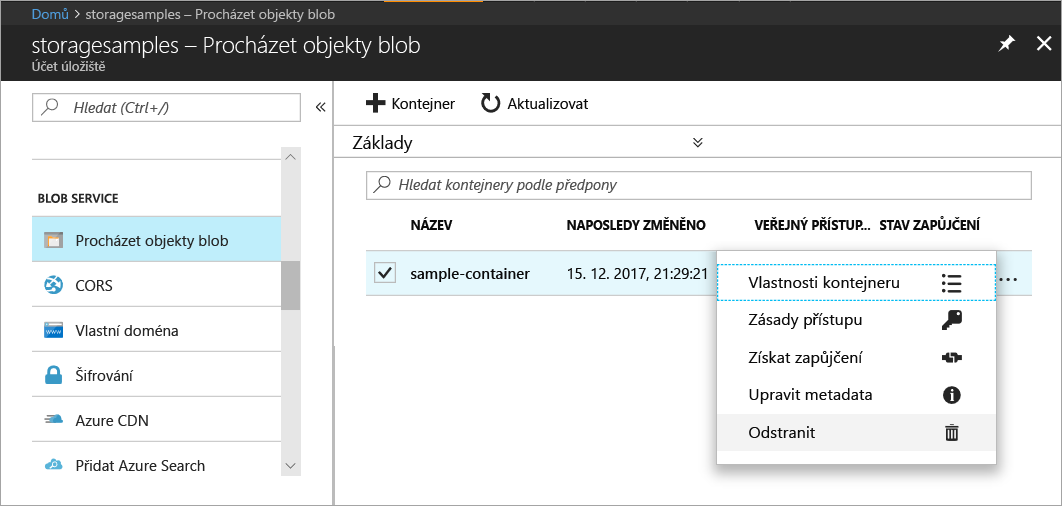 Domů > storagesamples – Procházet objekty blob
storagesamples – Procházet objekty blob
Účet úložiště
Hledat (Ctrl+/)
BLOB SERVICE
Procházet objekty blob
CORS
Vlastní doména
Šifrování
Azure CDN
Přidat Azure Search
Kontejner
Aktualizovat
Základy
Hledat kontejnery podle předpony
NÁZEV NAPOSLEDY ZMĚNĚNO VEŘEJNÝ PŘÍSTUP... STAV ZAPŮJČENÍ
sample-container 15. 12. 2017, 21:29:21
Vlastnosti kontejneru
Zásady přístupu
Získat zapůjčení
Upravit metadata
Odstranit